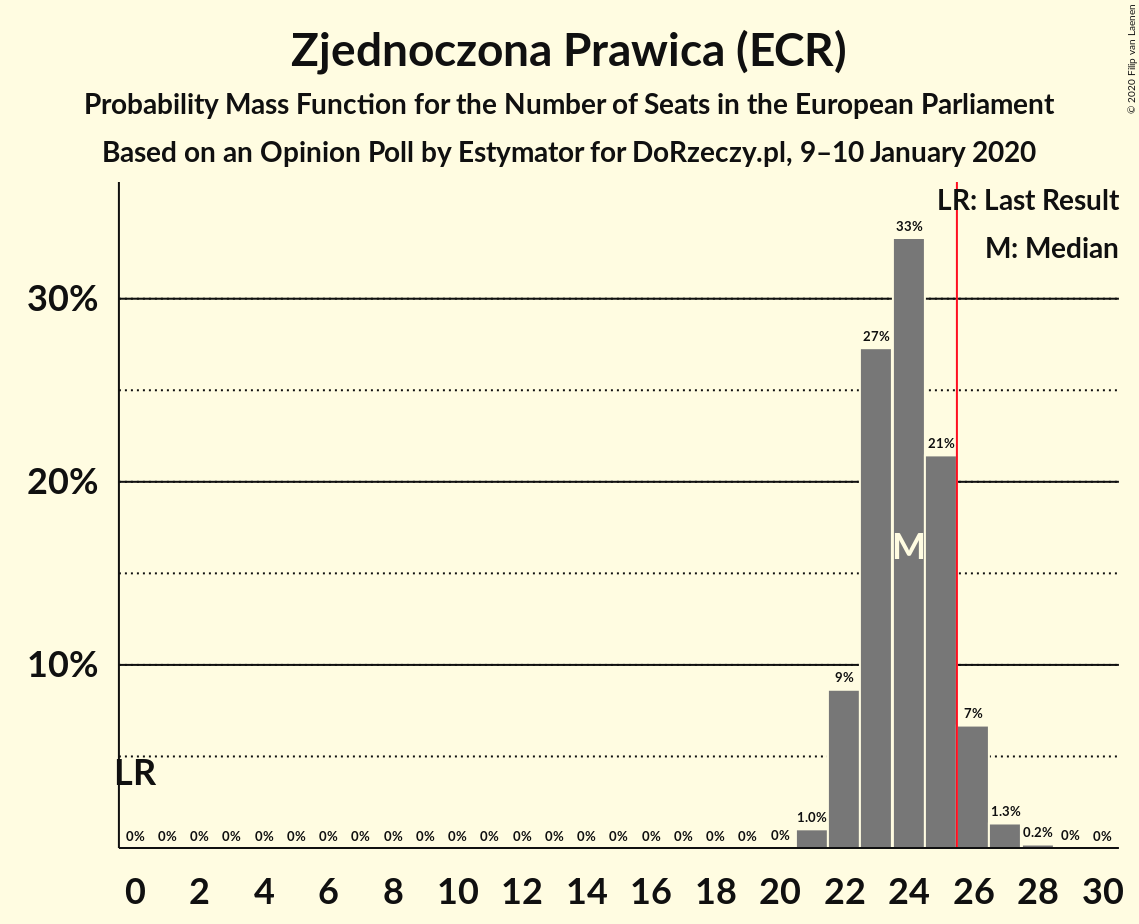 Zjednoczona Prawica (ECR)
Probability Mass Function for the Number of Seats in the European Parliament
Based on an Opinion Poll by Estymator for DoRzeczy.pl, 9–10 January 2020
© 2020 Filip van Laenen
LR: Last Result
M: Median
33%
30%
27%
21%
20%
M
10%
9%
7%
LR
1.3%
1.0%
0.2%
0% 0% 0% 0% 0% 0% 0% 0% 0% 0% 0% 0% 0% 0% 0% 0% 0% 0% 0% 0% 0% 0% 0%
0 2 4 6 8 10 12 14 16 18 20 22 24 26 28 30